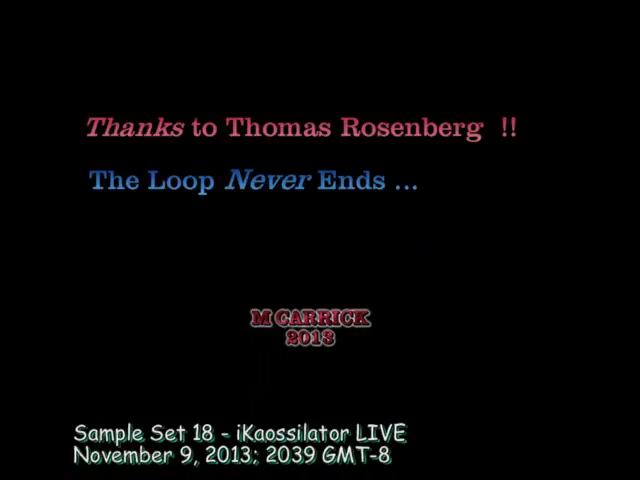 Thanks to Thomas Rosenberg !!
The Loop Never Ends ...
M CARRICK
2013
Sample Set 18 - iKaossilator LIVE
November 9, 2013; 2039 GMT-8